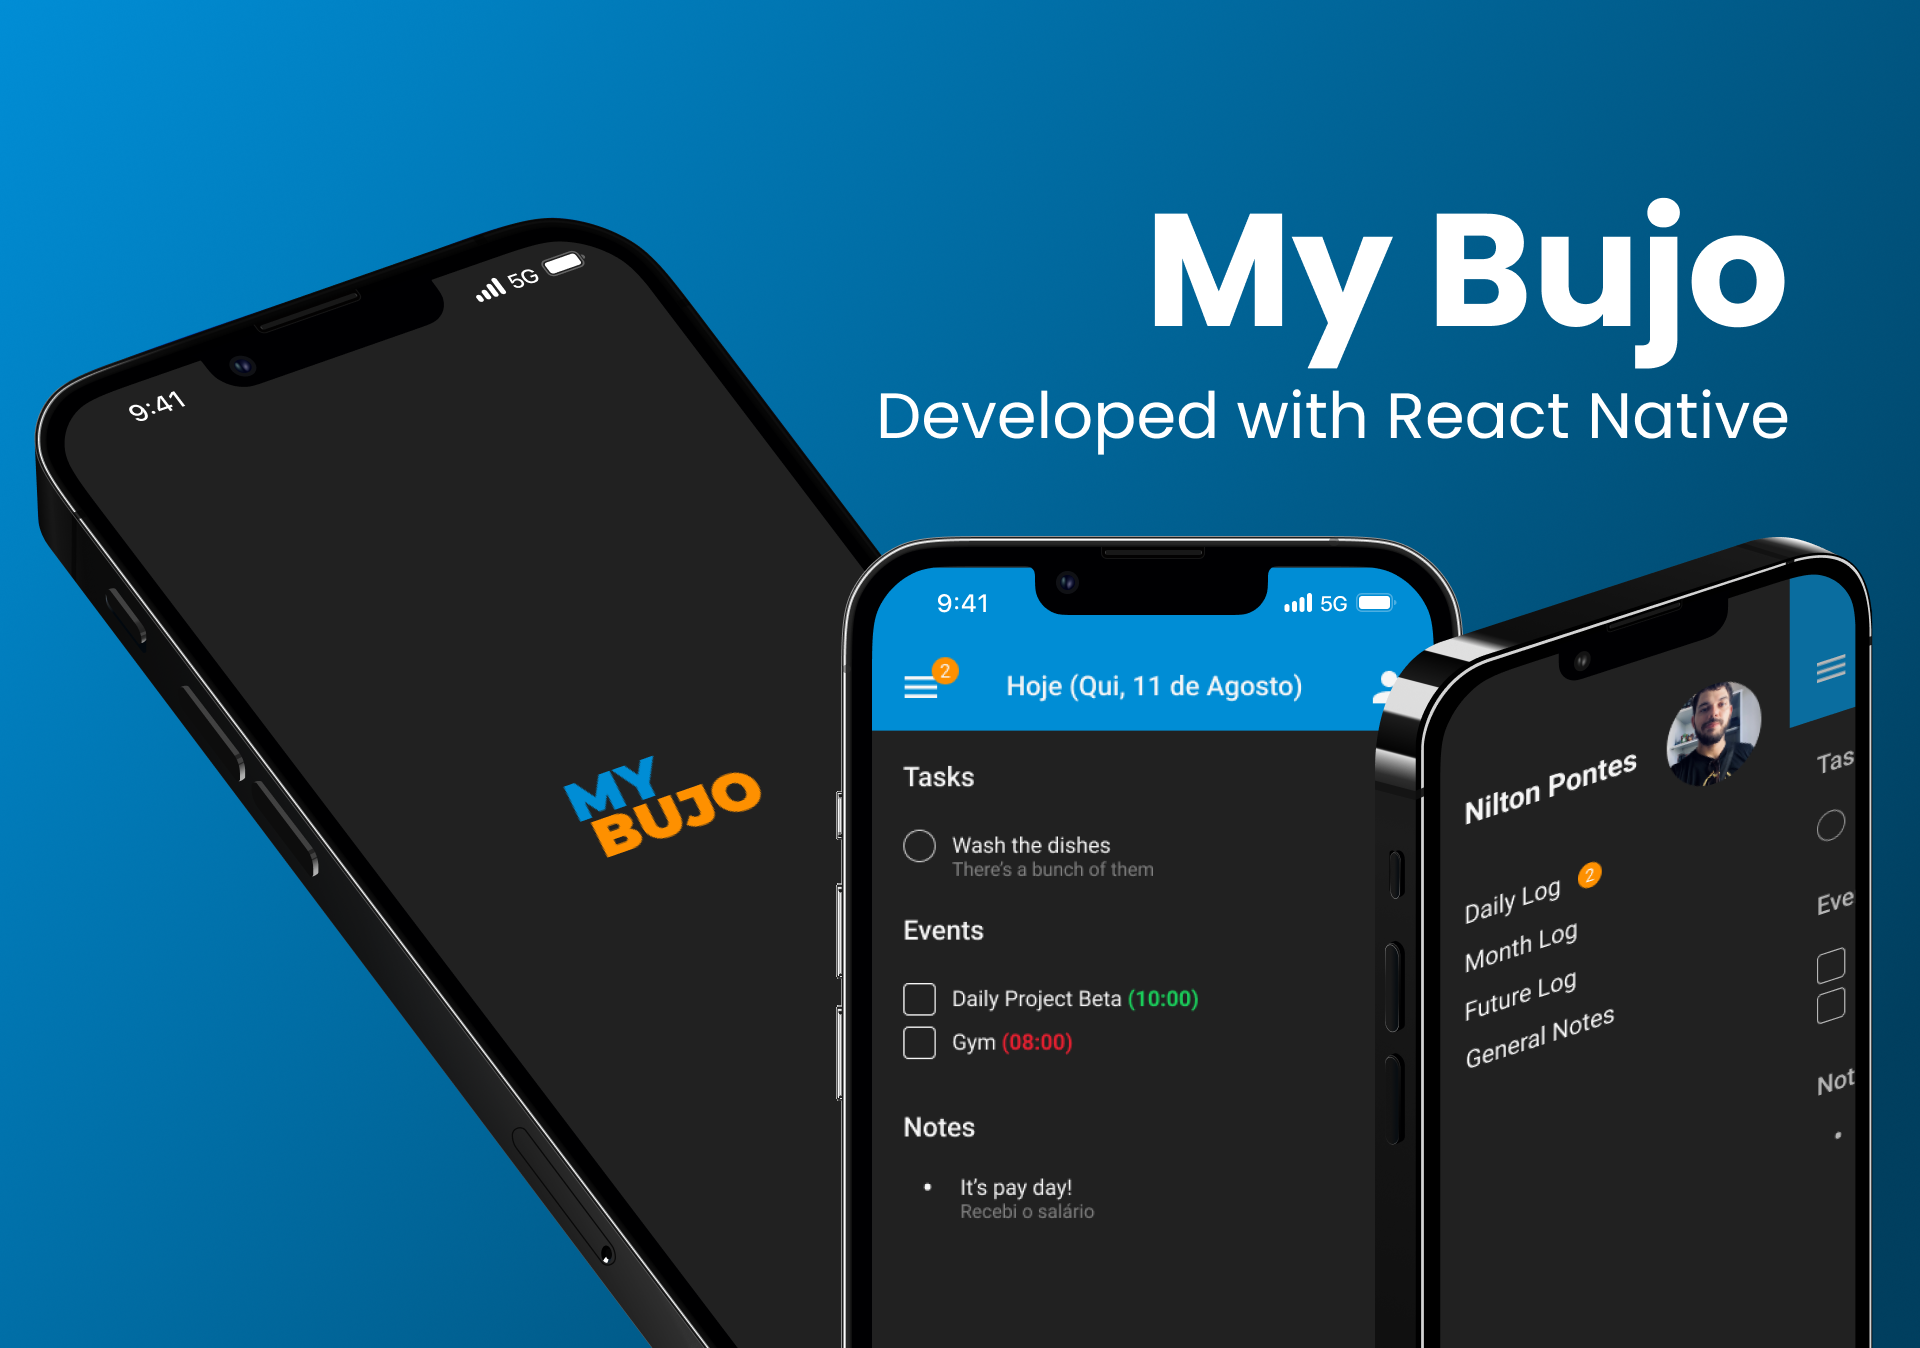 My Bujo
Developed with React Native
9:41
5G
MY
BUJO
9:41
5G
2
Hoje (Qui, 11 de Agosto)
Tasks
Wash the dishes
There's a bunch of them
Events
Daily Project Beta (10:00)
Gym (08:00)
Notes
It's pay day!
Recebi o salário
Nilton Pontes
Daily Log 2
Month Log
Future Log
General Notes
Tas
Eve
Not